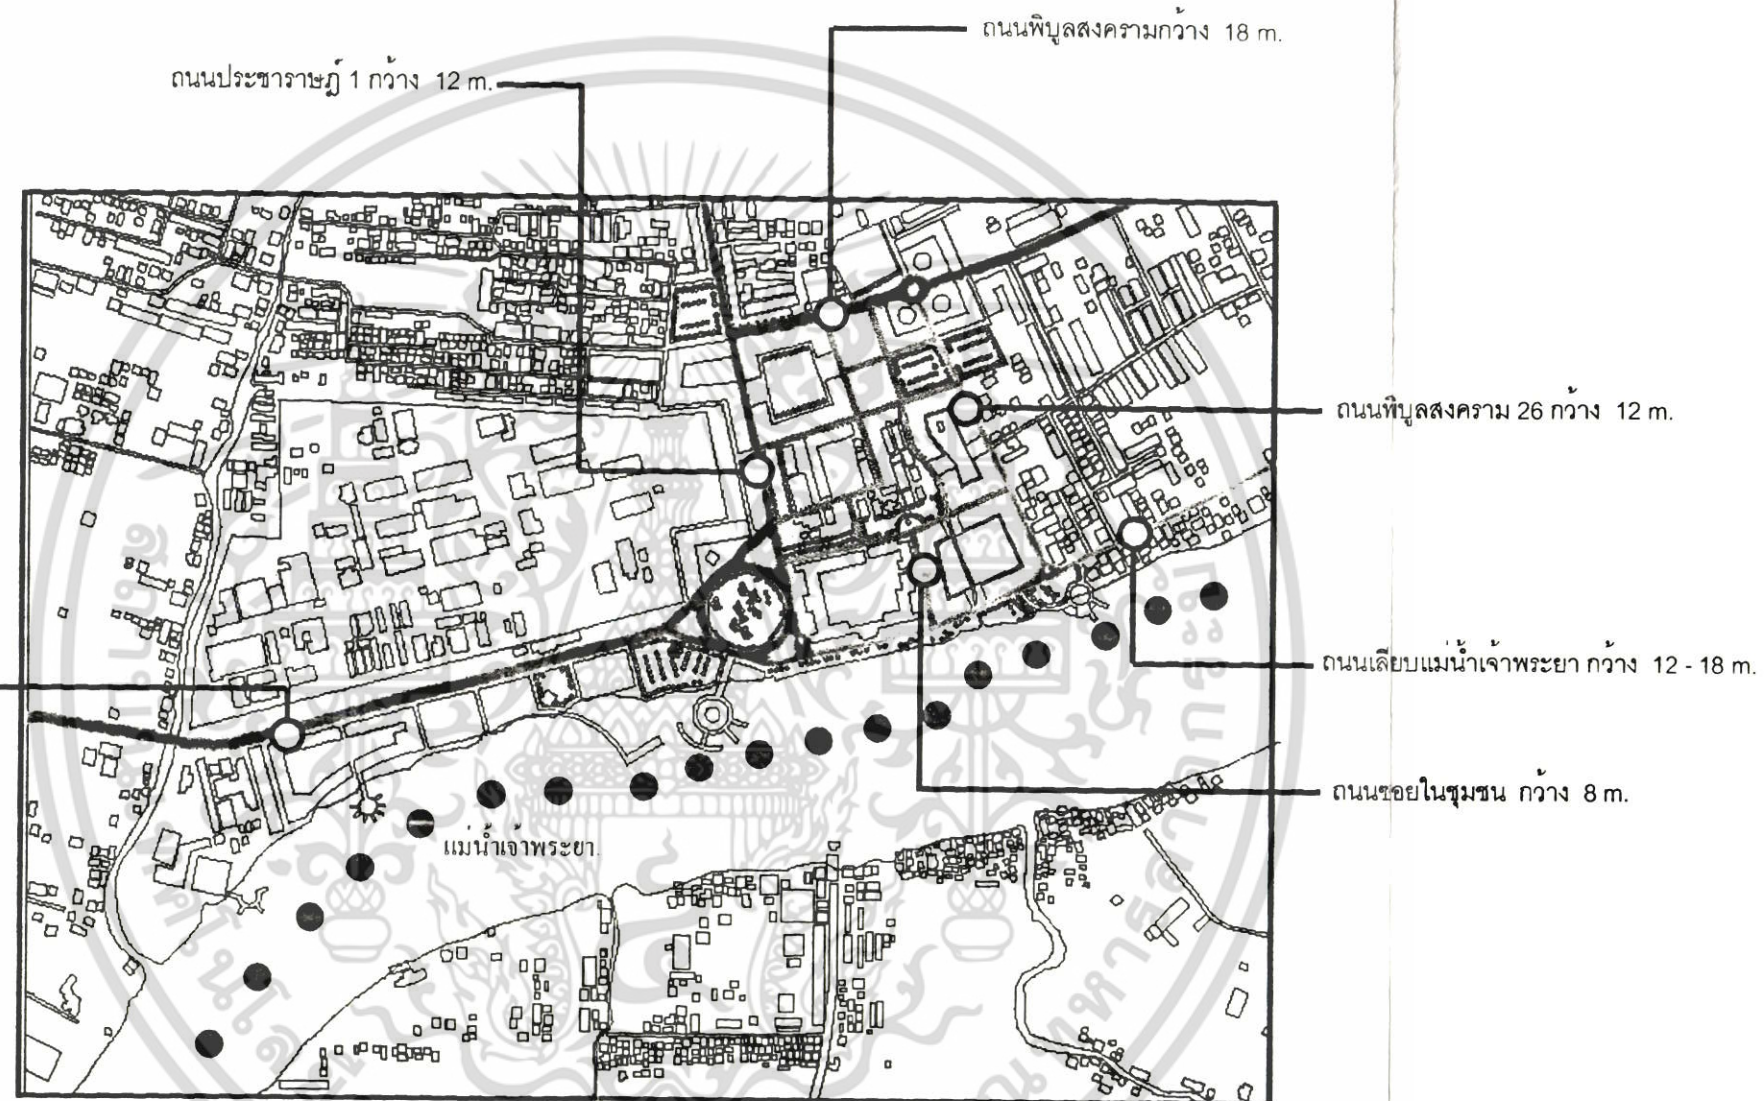 ถนนพิบูลสงครามกว้าง 18 m.
ถนนประชาราษฎ์ 1 กว้าง 12 m.
ถนนพิบูลสงคราม 26 กว้าง 12 m.
ถนนเลียบแม่น้ำเจ้าพระยา กว้าง 12 - 18 m.
ถนนซอยในชุมชน กว้าง 8 m.
แม่น้ำเจ้าพระยา